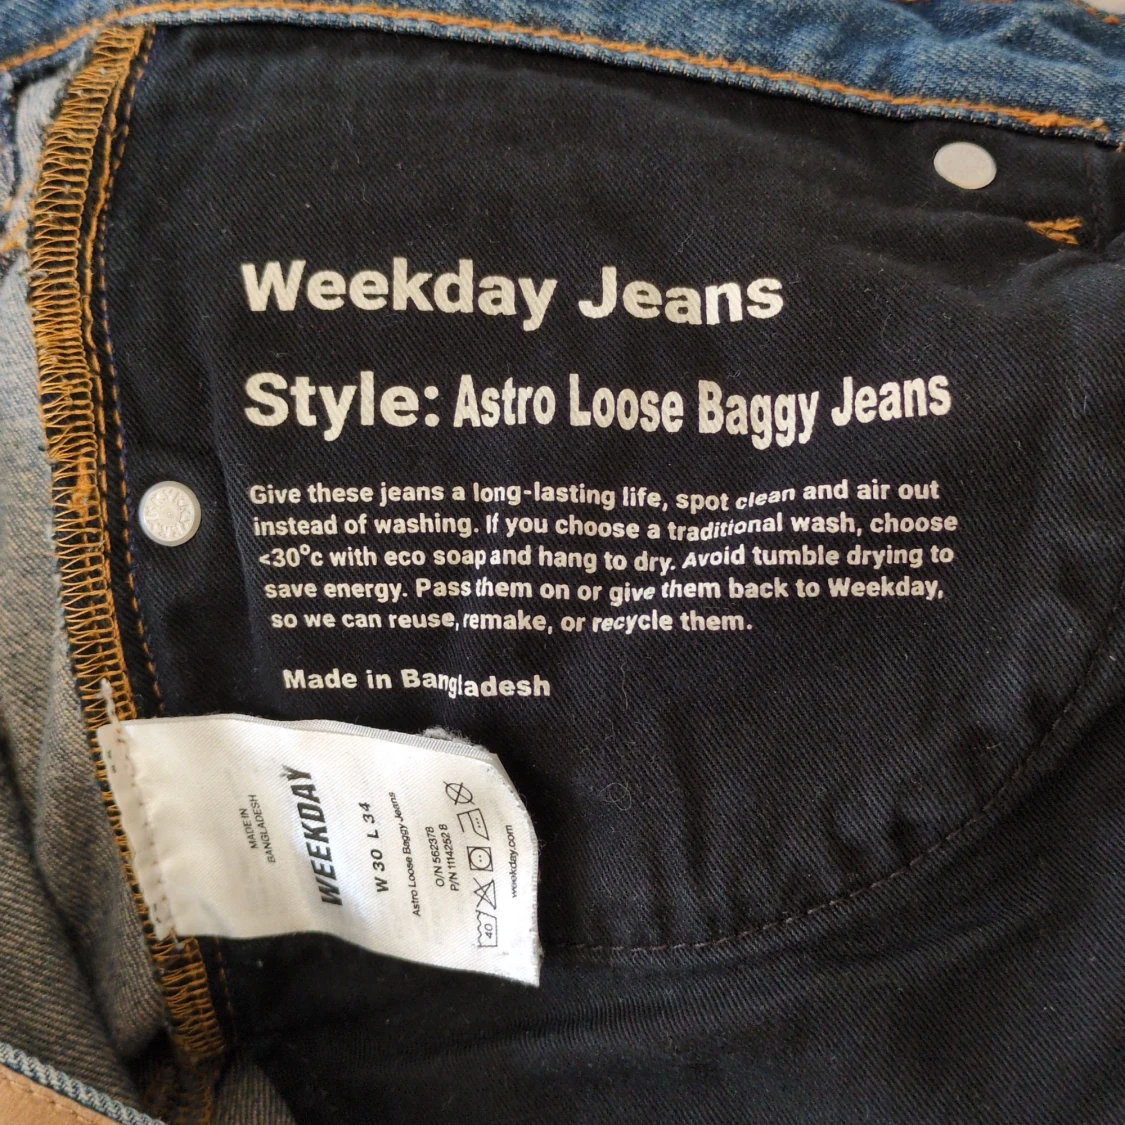 Weekday Jeans
Style: Astro Loose Baggy Jeans
Give these jeans a long-lasting life, spot clean and air out
instead of washing. If you choose a traditional wash, choose
<30°c with eco soap and hang to dry. Avoid tumble drying to
save energy. Pass them on or give them back to Weekday,
so we can reuse, remake, or recycle them.
Made in Bangladesh
MADE IN
BANGLADESH
WEEKDAY
W 30 L 34
Astro Loose Baggy Jeans
O/N 562378
P/N 1114252 8
40
weekday.com